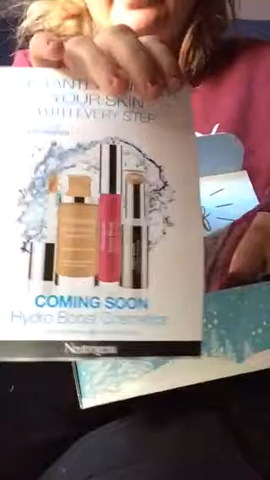 YOUR SKIN
WITH EVERY STEP
COMING SOON
Hydro Boost Cosmetics
Neutrogena